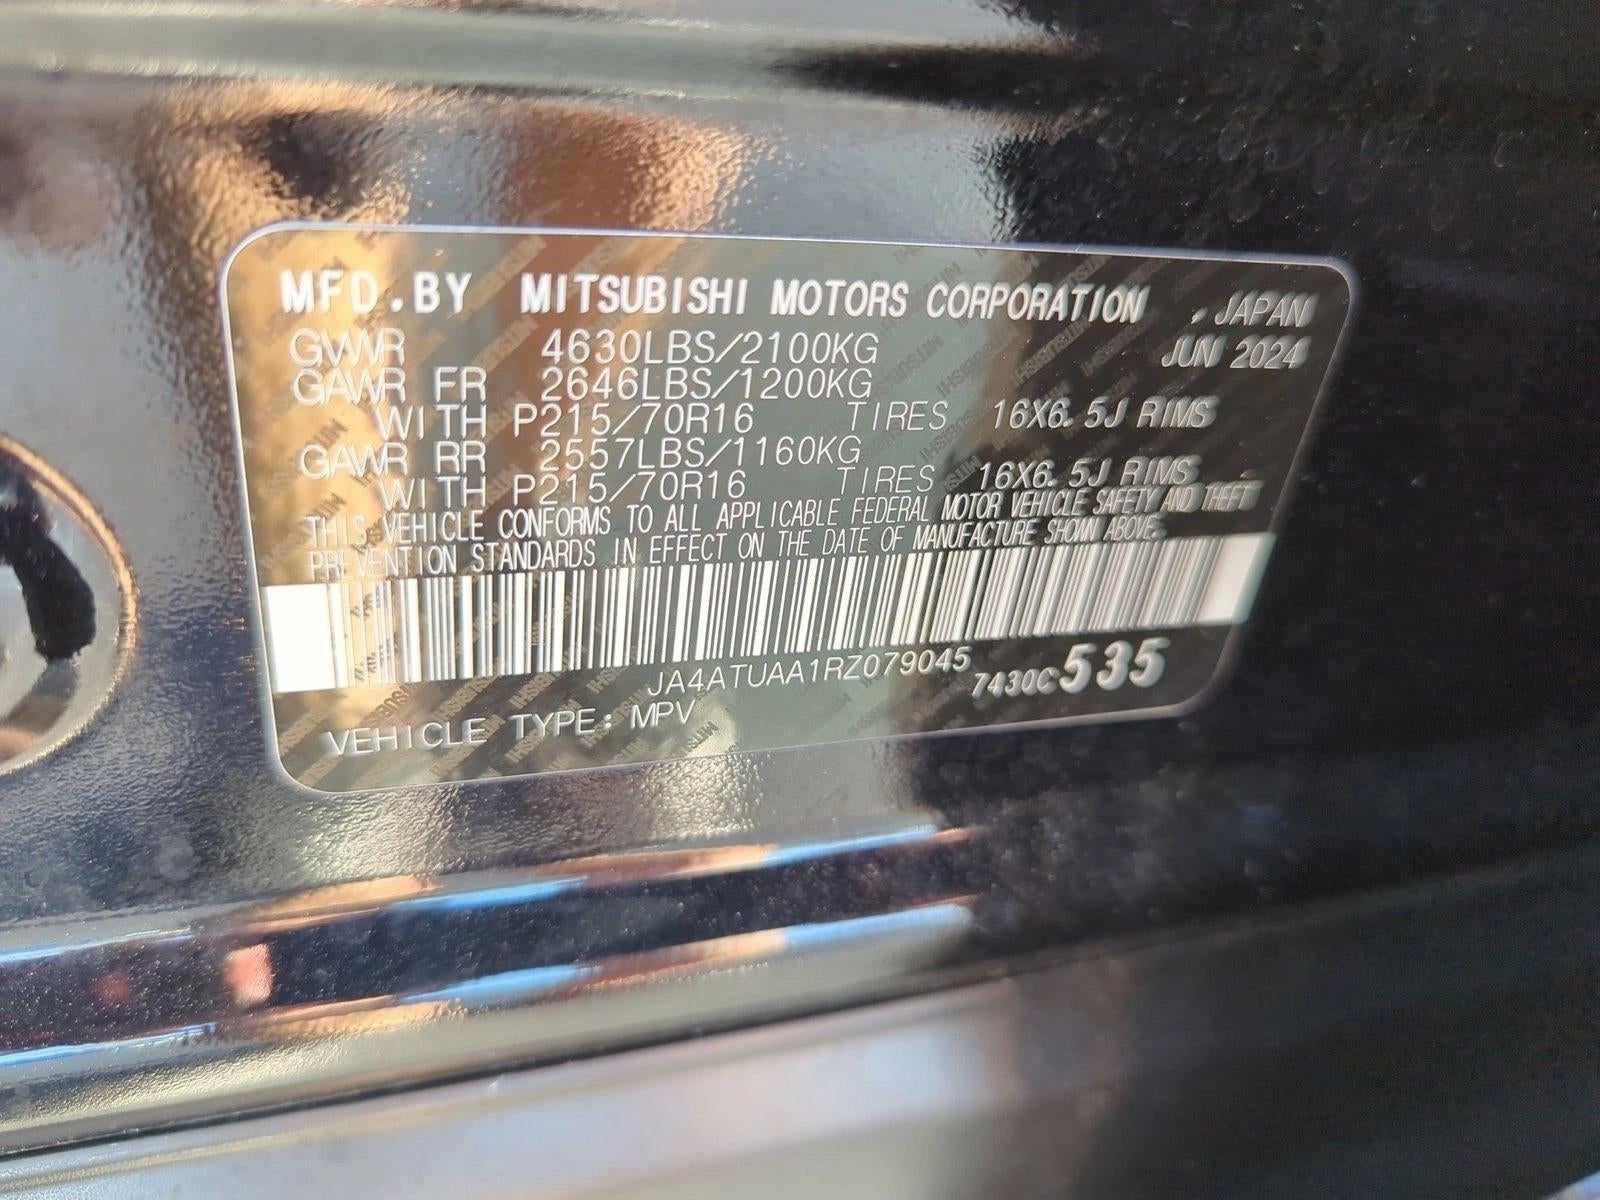 MFD.BY MITSUBISHI MOTORS CORPORATION , JAPAN
GVWR 4630LBS/2100KG JUN 2024
GAWR FR 2646LBS/1200KG
WITH P215/70R16 TIRES 16X6.5J RIMS
GAWR RR 2557LBS/1160KG
WITH P215/70R16 TIRES 16X6.5J RIMS
THIS VEHICLE CONFORMS TO ALL APPLICABLE FEDERAL MOTOR VEHICLE SAFETY AND THEFT
PREVENTION STANDARDS IN EFFECT ON THE DATE OF MANUFACTURE SHOWN ABOVE.
JA4ATUAA1RZ079045 7430C535
VEHICLE TYPE: MPV